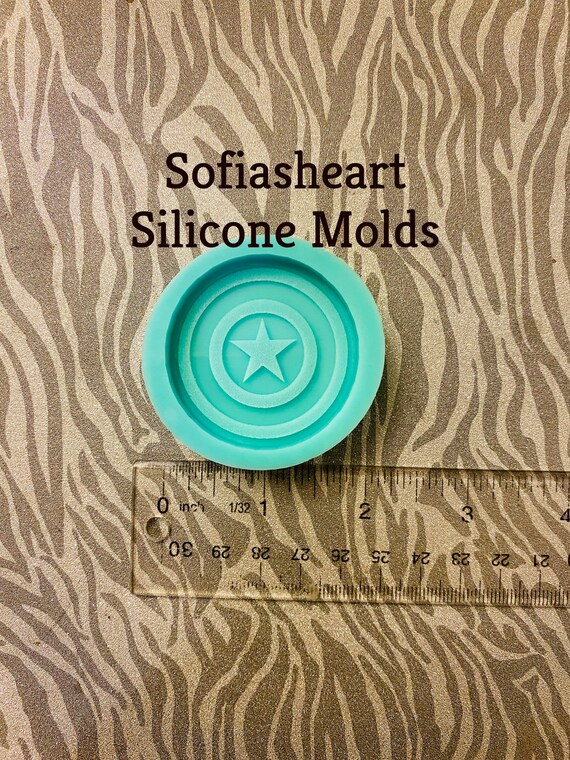 Sofiasheart
Silicone Molds
0 inch 1/32 1 2 3 4
30 29 28 27 26 25 24 23 22 21